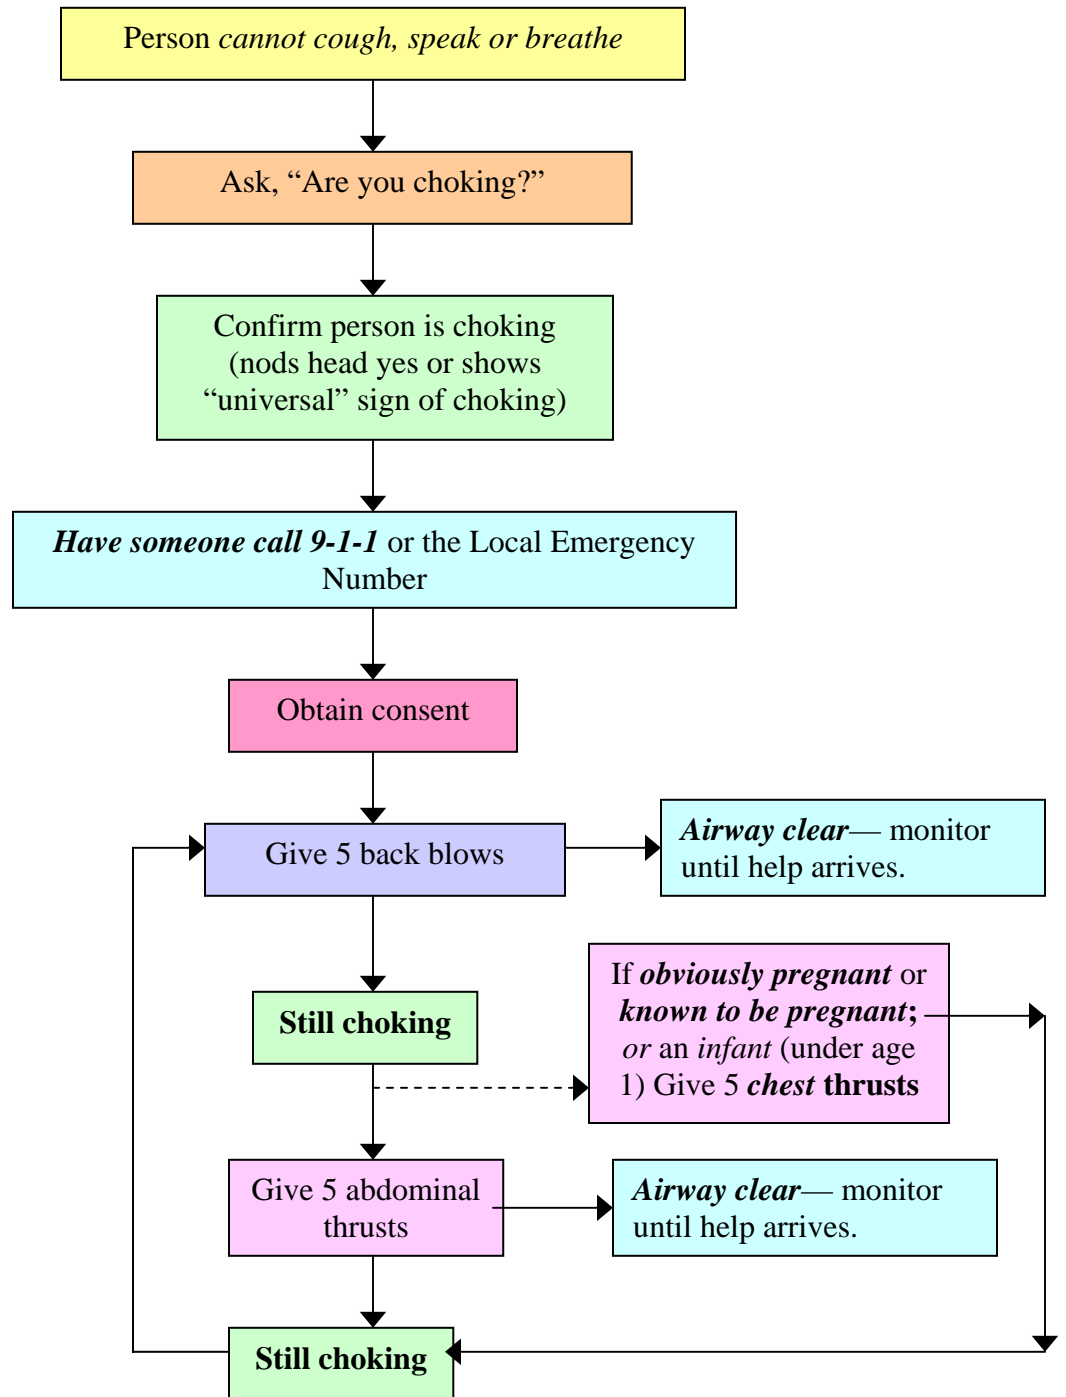 Person cannot cough, speak or breathe
Ask, “Are you choking?”
Confirm person is choking
(nods head yes or shows
“universal” sign of choking)
Have someone call 9-1-1 or the Local Emergency
Number
Obtain consent
Give 5 back blows
Airway clear— monitor
until help arrives.
Still choking
If obviously pregnant or
known to be pregnant;
or an infant (under age
1) Give 5 chest thrusts
Give 5 abdominal
thrusts
Airway clear— monitor
until help arrives.
Still choking